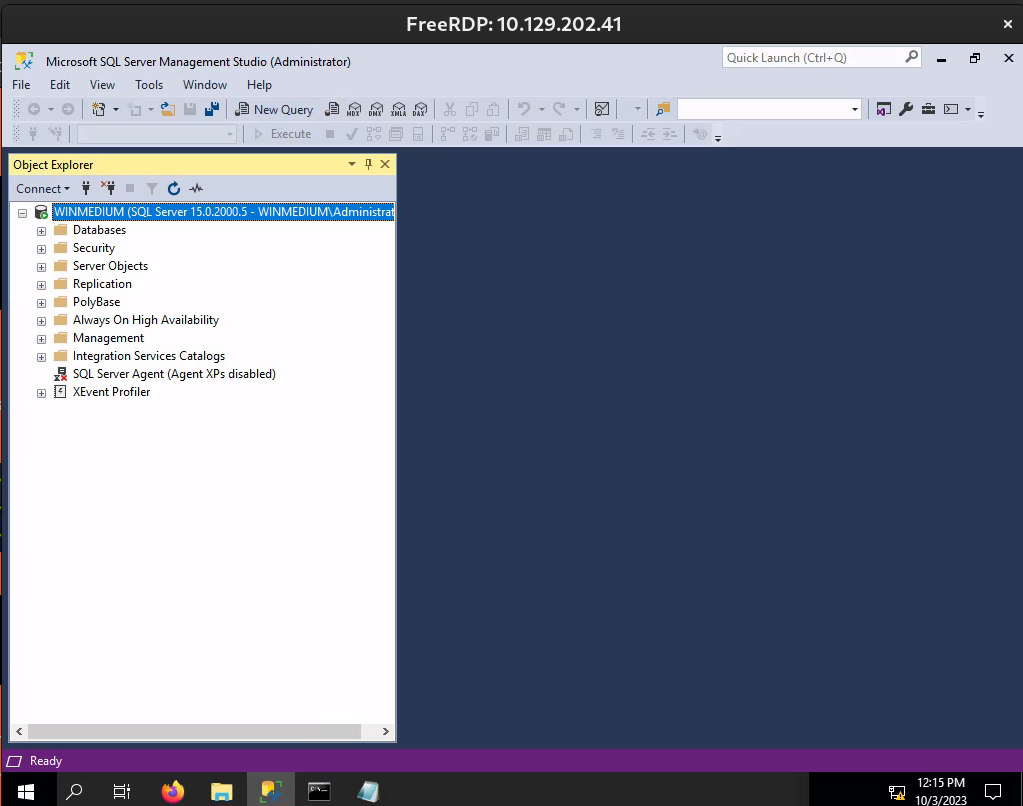 FreeRDP: 10.129.202.41
Microsoft SQL Server Management Studio (Administrator)
Quick Launch (Ctrl+Q)
File Edit View Tools Window Help
New Query
MDX DMX XMLA DAX
Execute
Object Explorer
Connect
WINMEDIUM (SQL Server 15.0.2000.5 - WINMEDIUM\Administrat
Databases
Security
Server Objects
Replication
PolyBase
Always On High Availability
Management
Integration Services Catalogs
SQL Server Agent (Agent XPs disabled)
XEvent Profiler
Ready
12:15 PM
10/3/2023